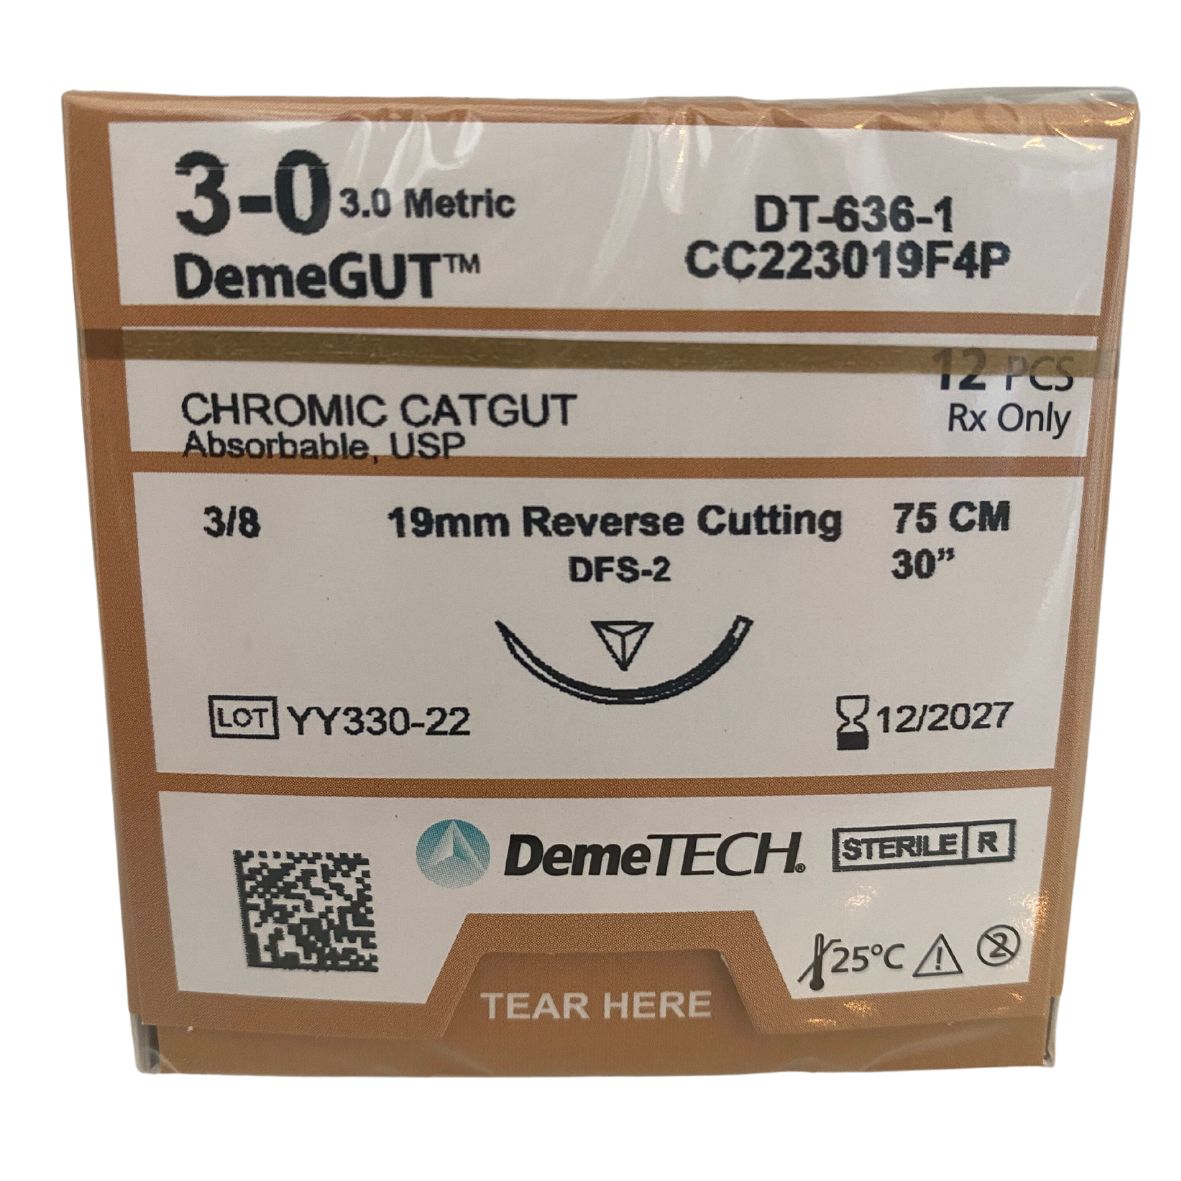 3-0 3.0 Metric
DemeGUT™
DT-636-1
CC223019F4P
12 PCS
Rx Only
CHROMIC CATGUT
Absorbable, USP
3/8
19mm Reverse Cutting
DFS-2
75 CM
30”
LOT YY330-22
12/2027
DemeTECH®
STERILE R
25°C
2
TEAR HERE